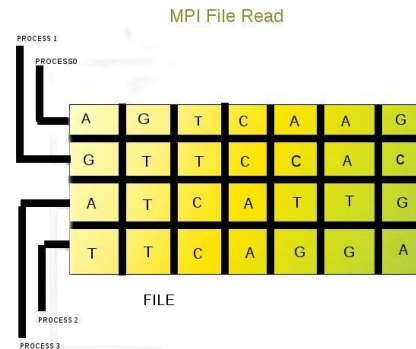 MPI File Read
PROCESS 1
PROCESS0
A G T C A A G
G T T C C A C
A T C A T T G
T T C A G G A
FILE
PROCESS 2
PROCESS 3